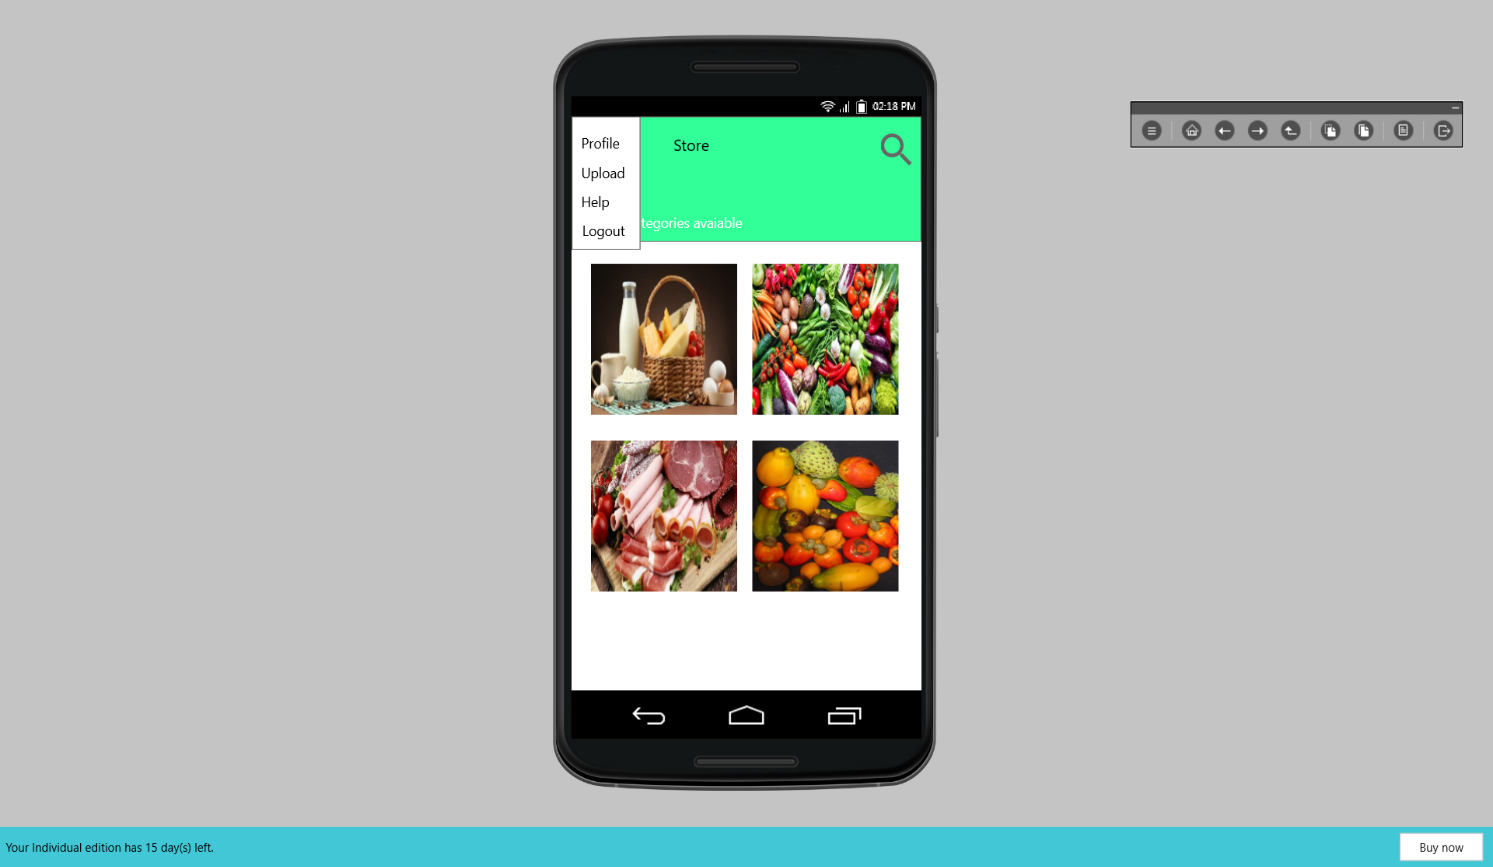 02:18 PM
Profile
Store
Upload
Help
tegories avaiable
Logout
Your Individual edition has 15 day(s) left.
Buy now